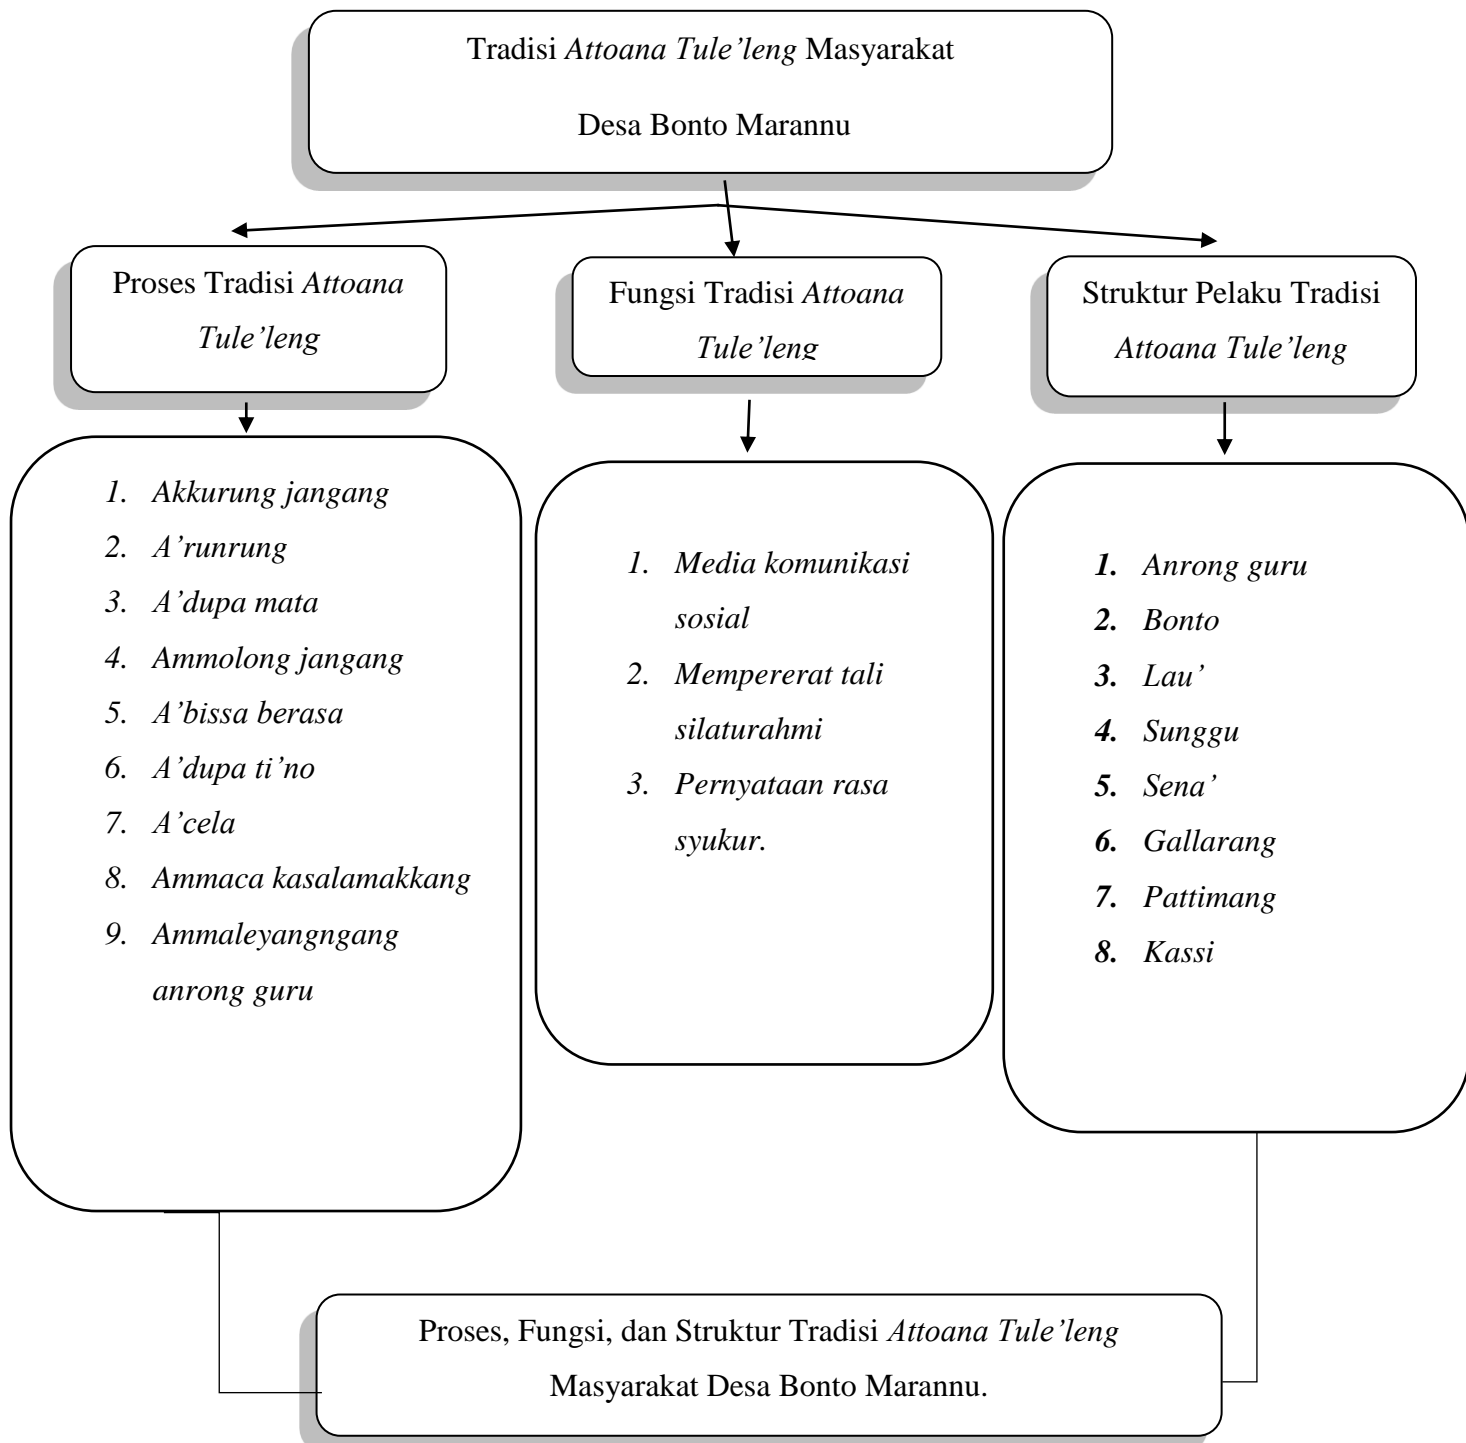 Tradisi Attoana Tule’leng Masyarakat
Desa Bonto Marannu
Proses Tradisi Attoana
Tule’leng
Fungsi Tradisi Attoana
Tule’leng
Struktur Pelaku Tradisi
Attoana Tule’leng
1. Akkurung jangang
2. A’runrung
3. A’dupa mata
4. Ammolong jangang
5. A’bissa berasa
6. A’dupa ti’no
7. A’cela
8. Ammaca kasalamakkang
9. Ammaleyangngang
anrong guru
1. Media komunikasi
sosial
2. Mempererat tali
silaturahmi
3. Pernyataan rasa
syukur.
1. Anrong guru
2. Bonto
3. Lau’
4. Sunggu
5. Sena’
6. Gallarang
7. Pattimang
8. Kassi
Proses, Fungsi, dan Struktur Tradisi Attoana Tule’leng
Masyarakat Desa Bonto Marannu.